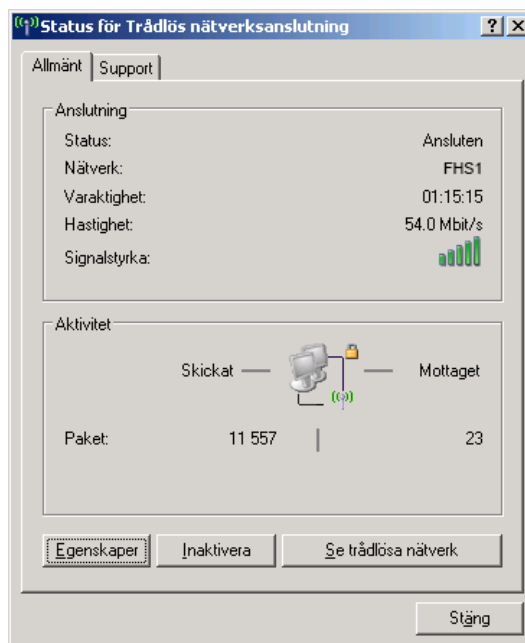 Status för Trådlös nätverksanslutning
Allmänt Support
Anslutning
Status: Ansluten
Nätverk: FHS1
Varaktighet: 01:15:15
Hastighet: 54.0 Mbit/s
Signalstyrka:
Aktivitet
Skickat Mottaget
Paket: 11 557 23
Egenskaper Inaktivera Se trådlösa nätverk
Stäng